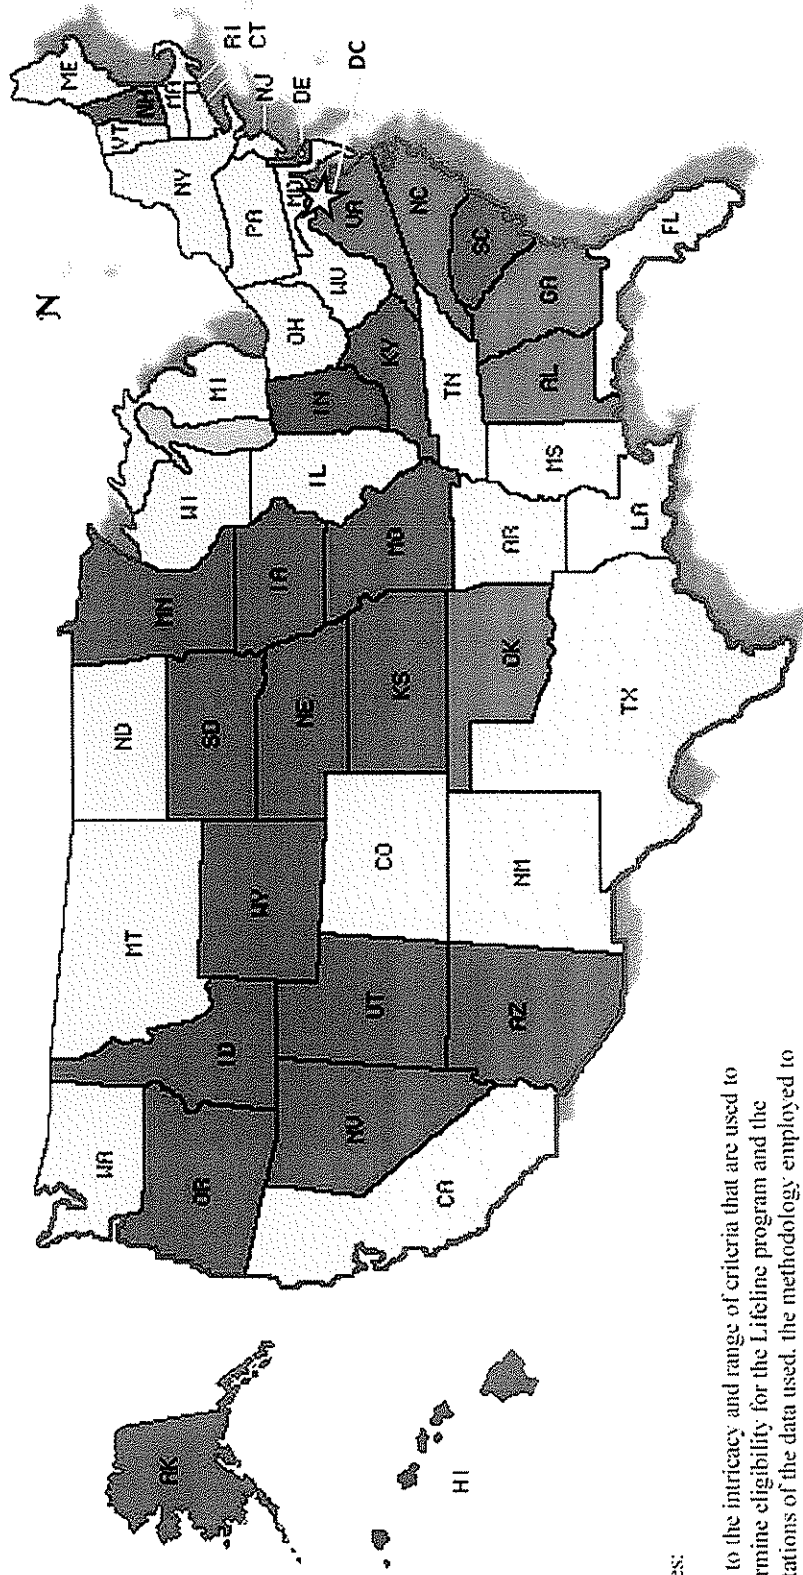 N
ME
VT
NH
MA
RI
CT
NY
NJ
PA
DE
MD
DC
WA
MT
ND
MN
WI
MI
OR
ID
WY
SD
IA
IL
IN
OH
WV
VA
NV
UT
CO
NE
KS
MO
KY
NC
TN
SC
CA
AZ
NM
OK
AR
MS
AL
GA
TX
LA
FL
AK
HI
to the intricacy and range of criteria that are used to
eligibility for the Lifeline program and the
of the data used, the methodology employed to